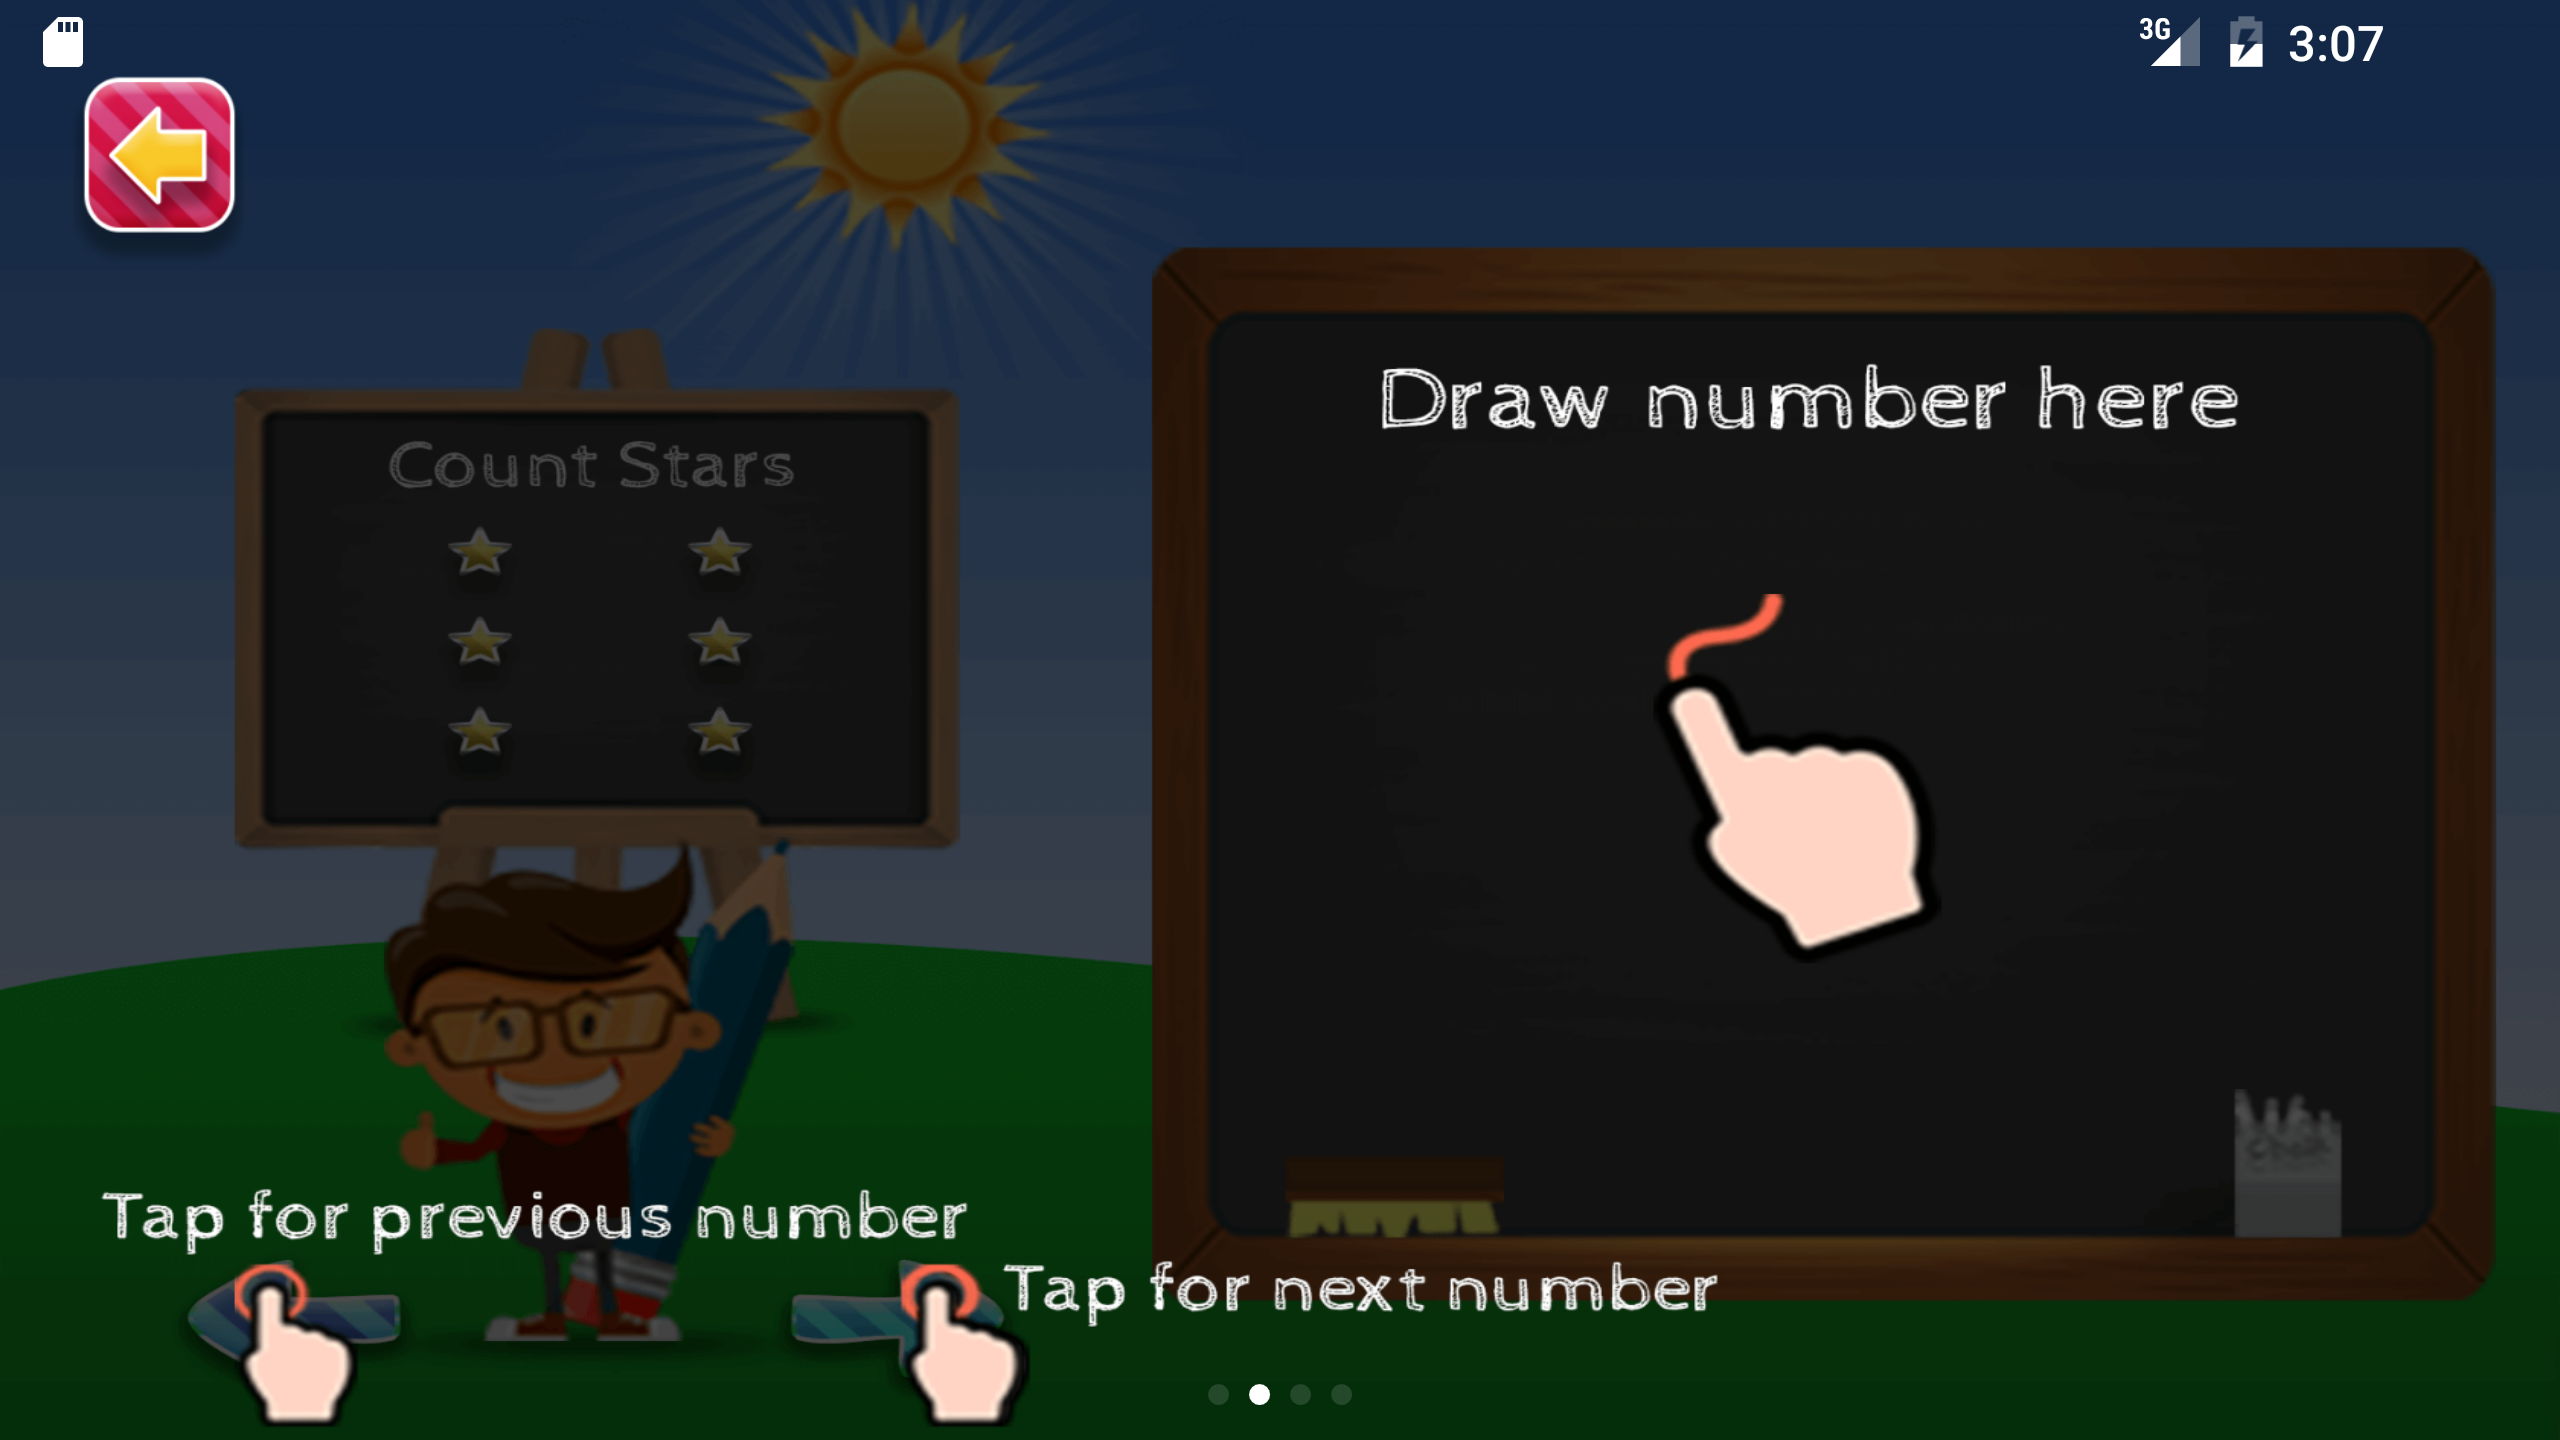 3G 3:07
Draw number here
Count Stars
Tap for previous number
Tap for next number